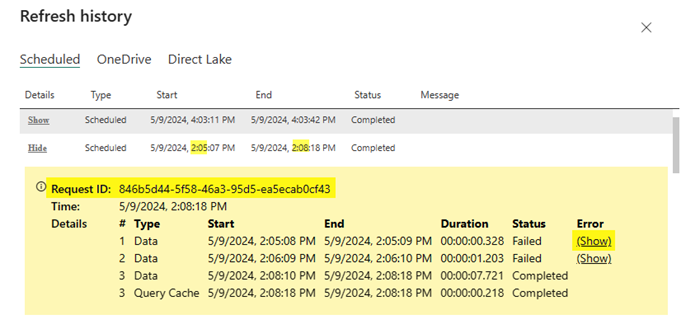 Refresh history
Scheduled OneDrive Direct Lake
Details Type Start End Status Message
Show Scheduled 5/9/2024, 4:03:11 PM 5/9/2024, 4:03:42 PM Completed
Hide Scheduled 5/9/2024, 2:05:07 PM 5/9/2024, 2:08:18 PM Completed
Request ID: 846b5d44-5f58-46a3-95d5-ea5ecab0cf43
Time: 5/9/2024, 2:08:18 PM
Details # Type Start End Duration Status Error
1 Data 5/9/2024, 2:05:08 PM 5/9/2024, 2:05:09 PM 00:00:00.328 Failed (Show)
2 Data 5/9/2024, 2:06:09 PM 5/9/2024, 2:06:10 PM 00:00:01.203 Failed (Show)
3 Data 5/9/2024, 2:08:10 PM 5/9/2024, 2:08:18 PM 00:00:07.721 Completed
3 Query Cache 5/9/2024, 2:08:18 PM 5/9/2024, 2:08:18 PM 00:00:00.218 Completed